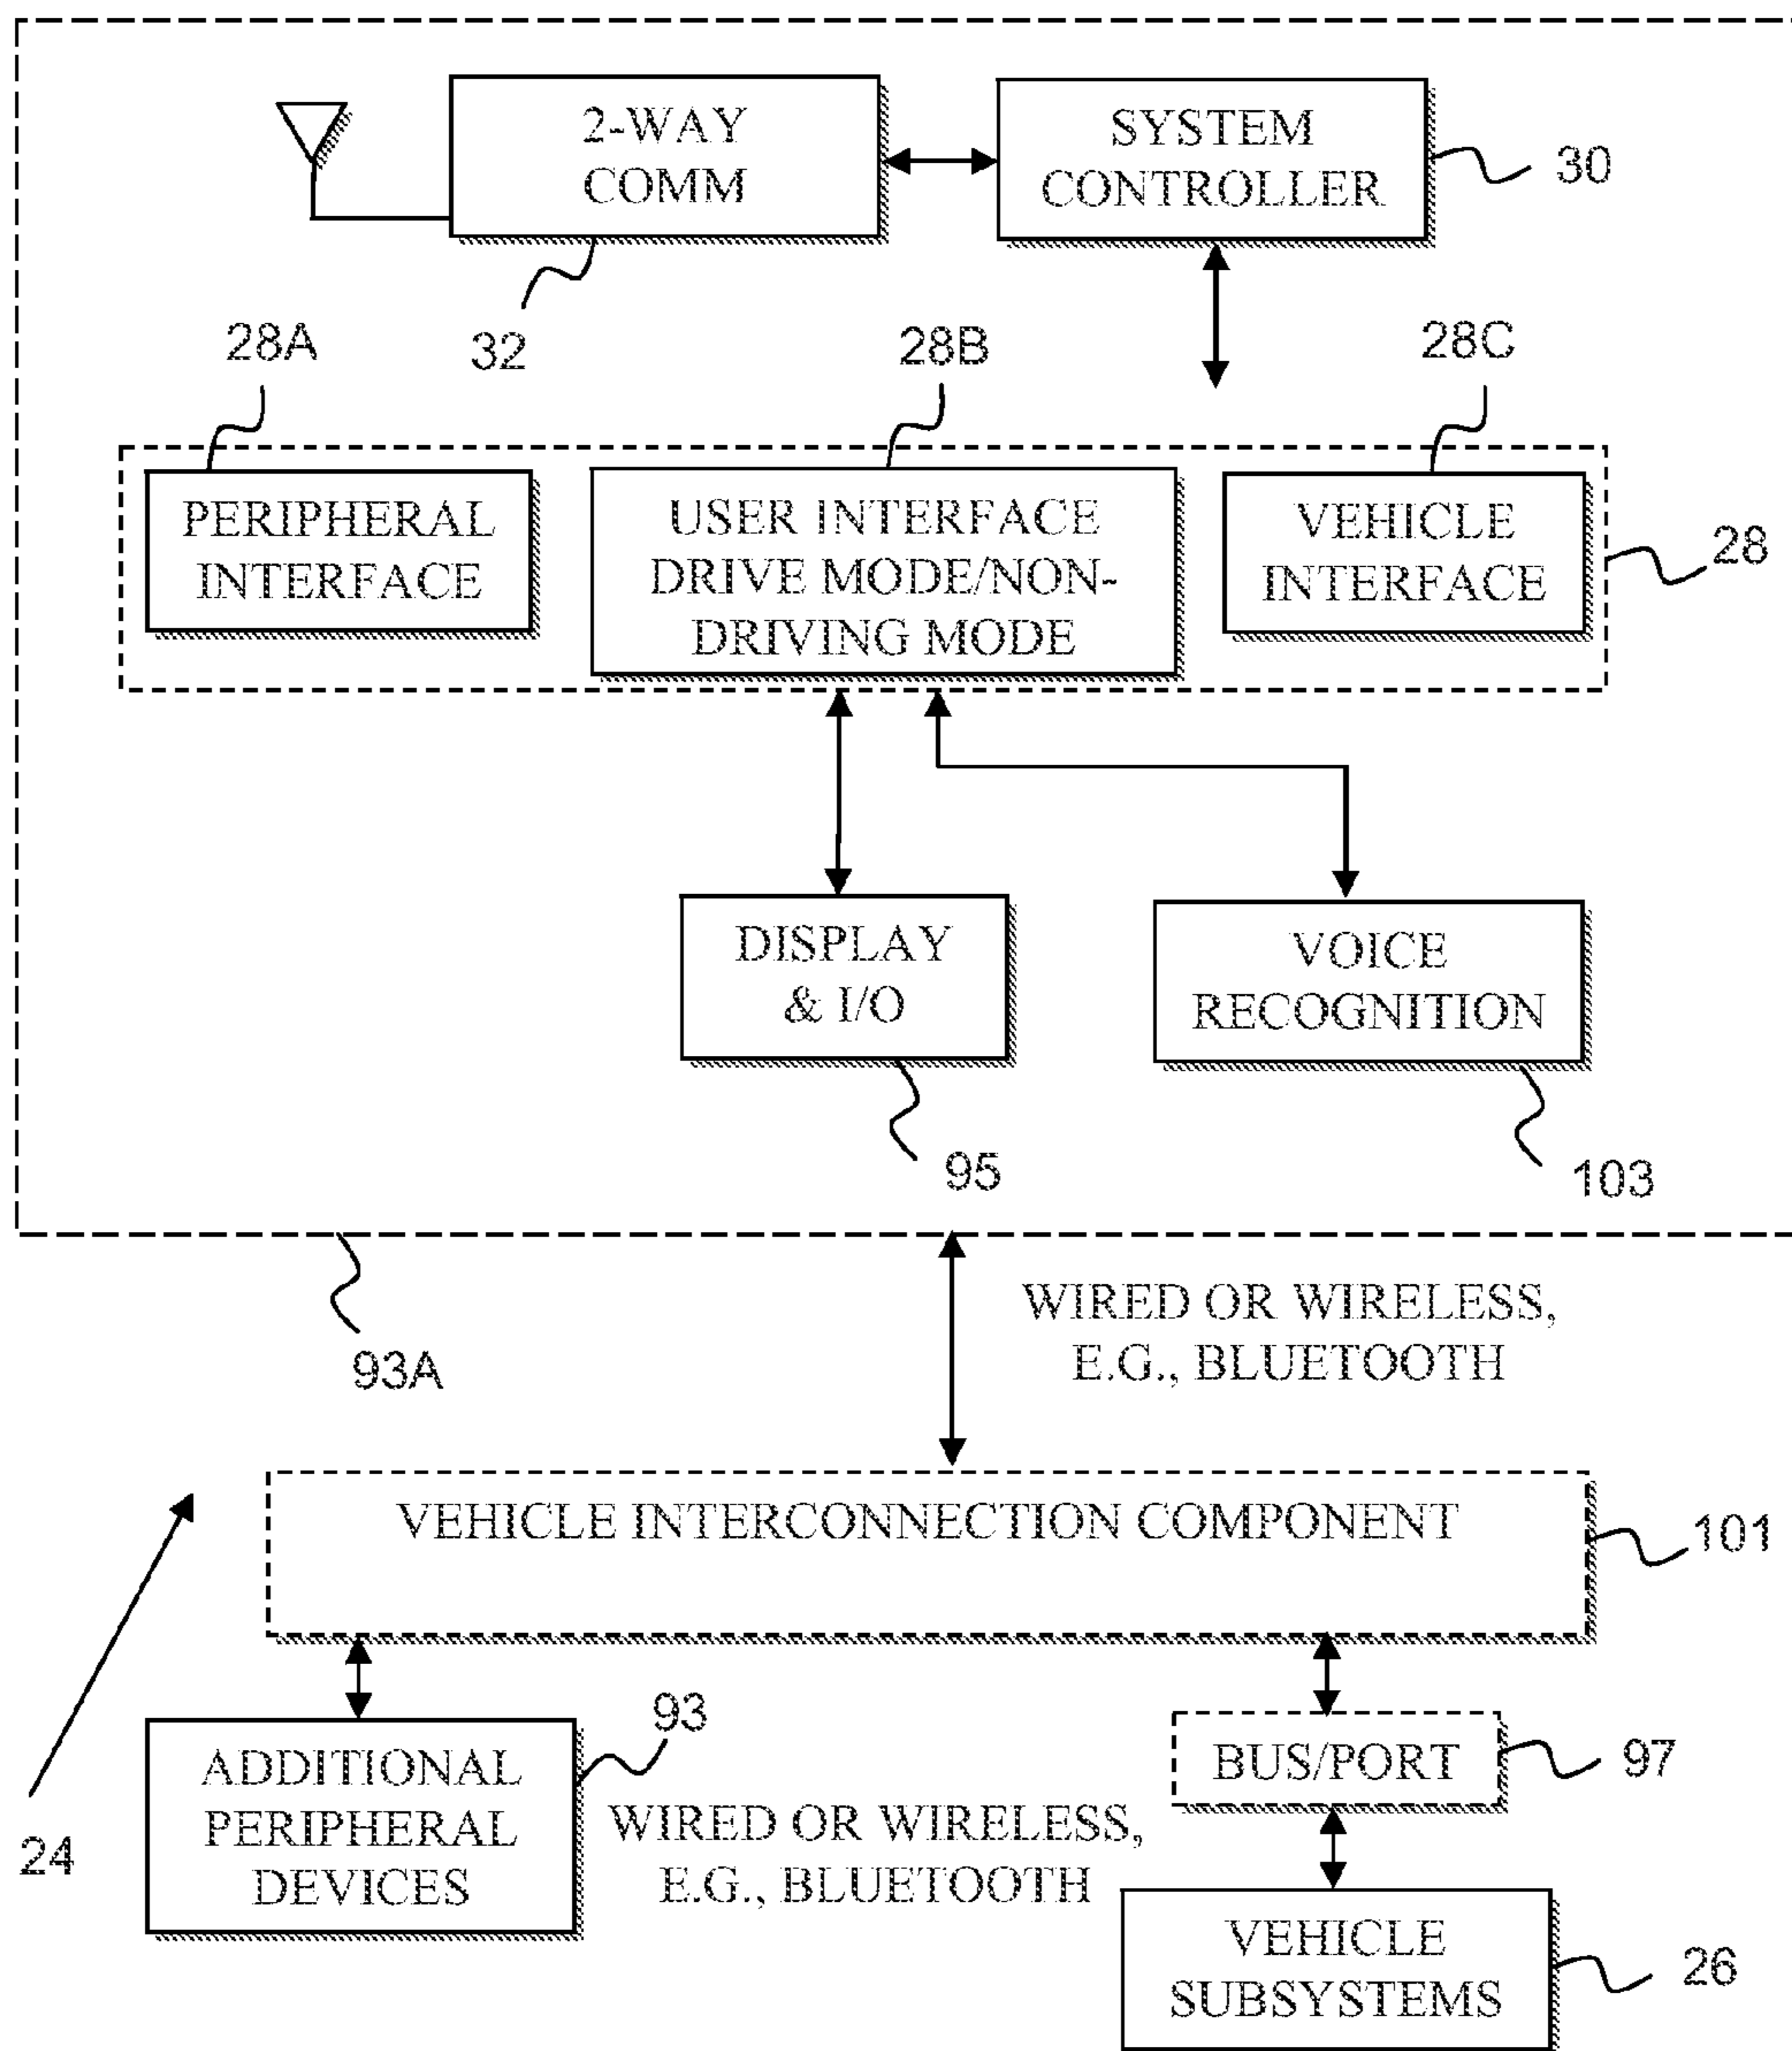 2-WAY
COMM
SYSTEM
CONTROLLER
30
32
28A
28B
28C
PERIPHERAL
INTERFACE
USER INTERFACE
DRIVE MODE/NON-
DRIVING MODE
VEHICLE
INTERFACE
28
DISPLAY
& I/O
VOICE
RECOGNITION
95
103
93A
WIRED OR WIRELESS,
E.G., BLUETOOTH
VEHICLE INTERCONNECTION COMPONENT
101
24
ADDITIONAL
PERIPHERAL
DEVICES
93
WIRED OR WIRELESS,
E.G., BLUETOOTH
BUS/PORT
97
VEHICLE
SUBSYSTEMS
26